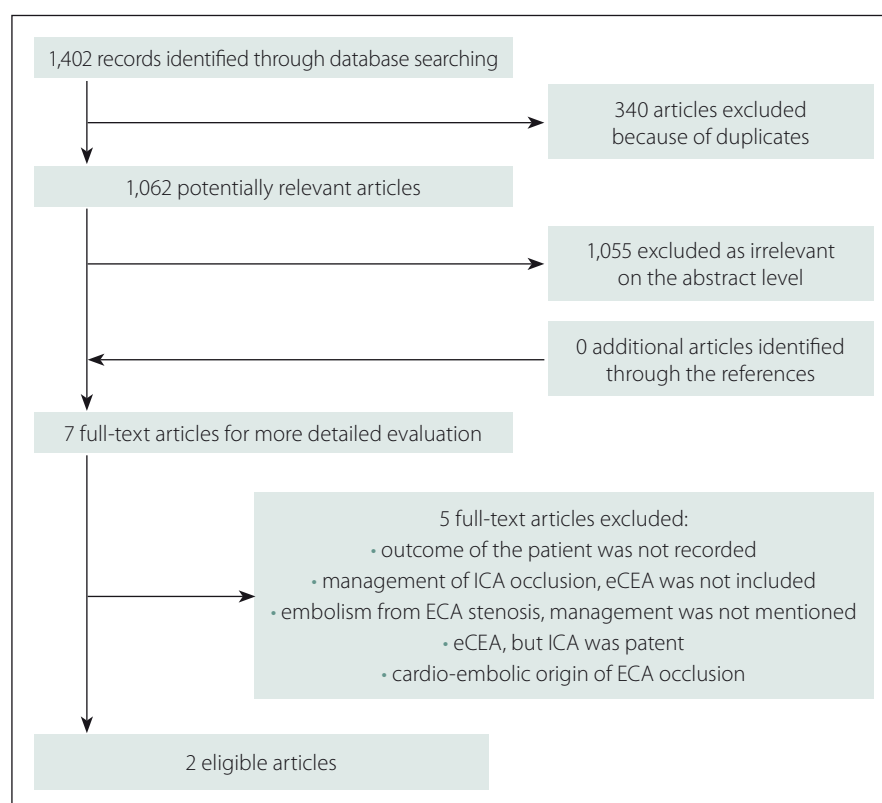 1,402 records identified through database searching
340 articles excluded
because of duplicates
1,062 potentially relevant articles
1,055 excluded as irrelevant
on the abstract level
0 additional articles identified
through the references
7 full-text articles for more detailed evaluation
5 full-text articles excluded:
• outcome of the patient was not recorded
• management of ICA occlusion, eCEA was not included
• embolism from ECA stenosis, management was not mentioned
• eCEA, but ICA was patent
• cardio-embolic origin of ECA occlusion
2 eligible articles